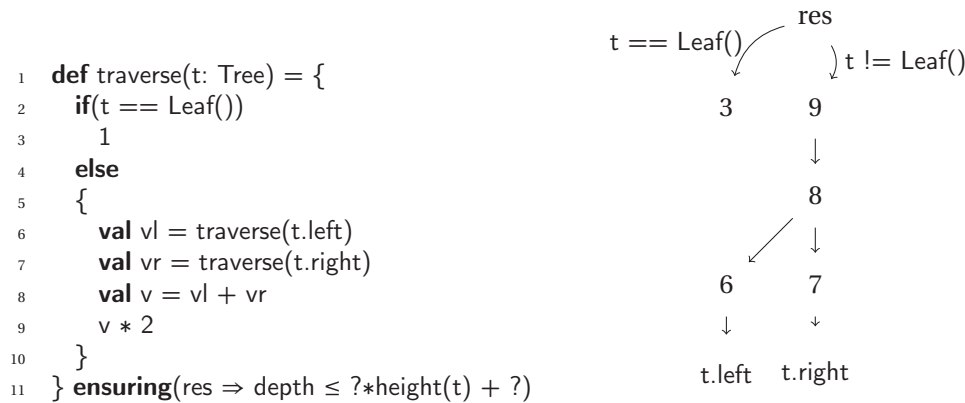 1 def traverse(t: Tree) = {
2 if(t == Leaf())
3 1
4 else
5 {
6 val vl = traverse(t.left)
7 val vr = traverse(t.right)
8 val v = vl + vr
9 v ∗ 2
10 }
11 } ensuring(res ⇒ depth ≤ ?∗height(t) + ?)
res
t == Leaf()
t != Leaf()
3 9
8
6 7
t.left t.right